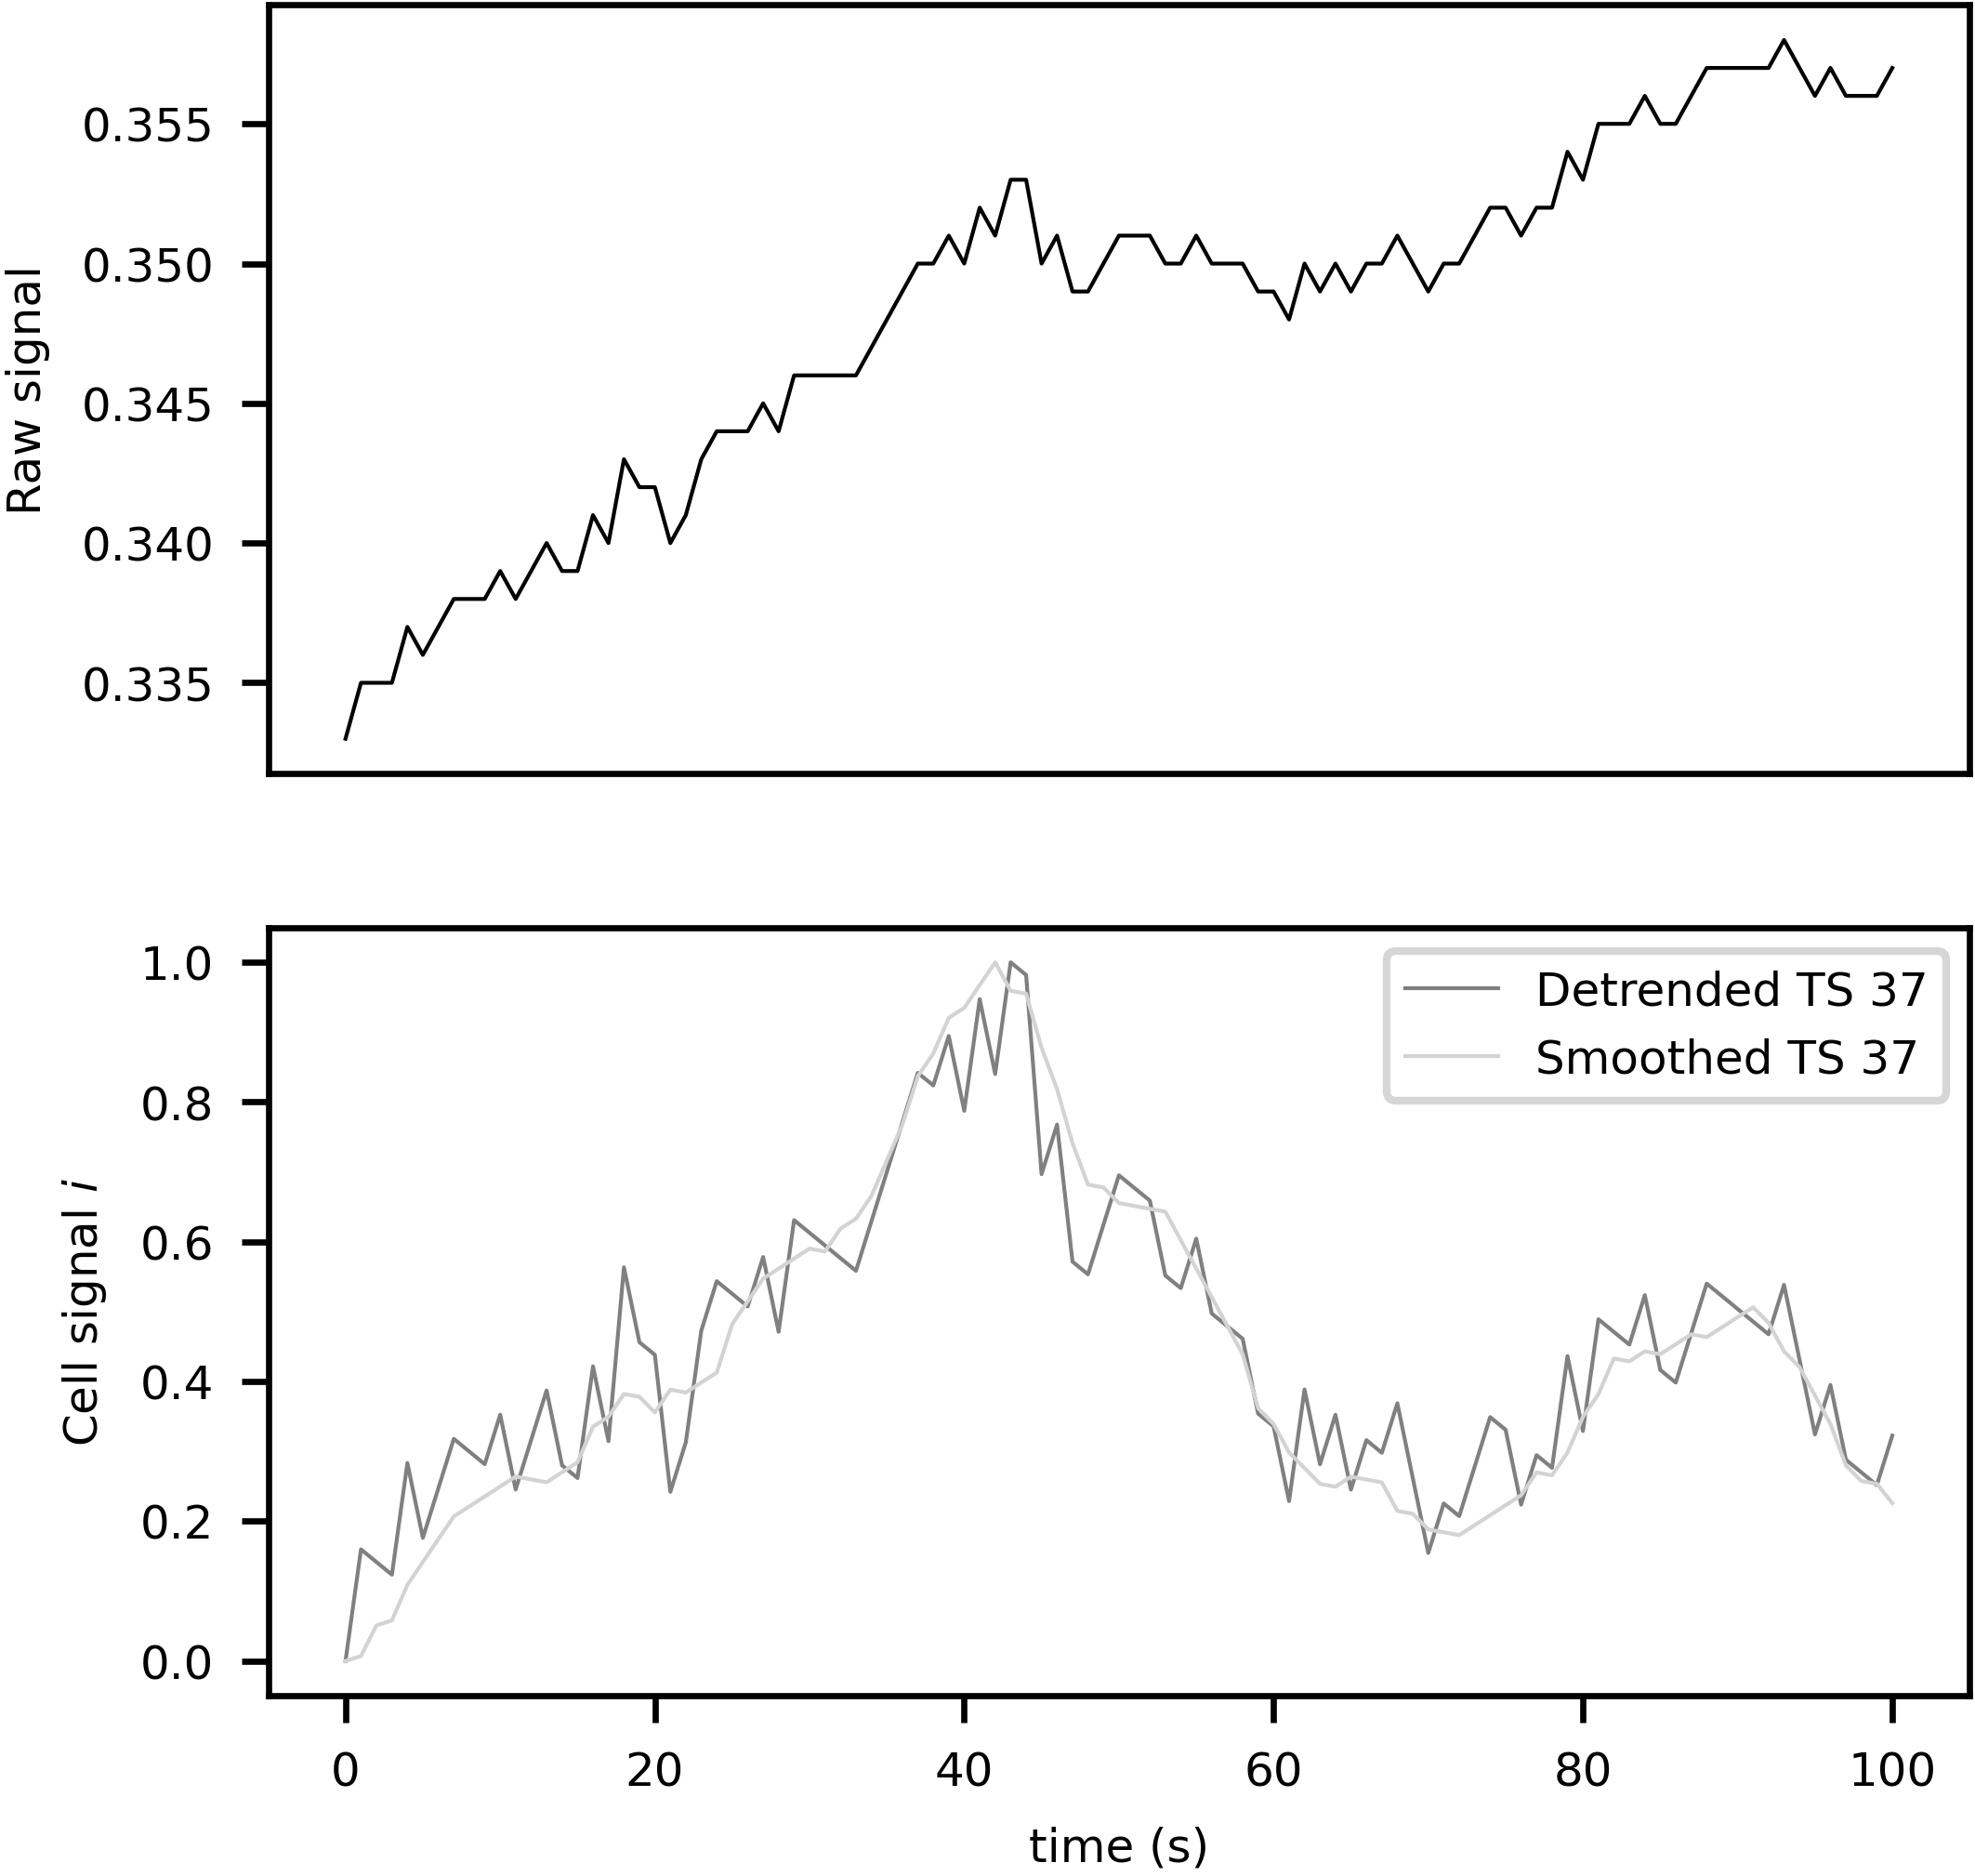 Raw signal
0.355
0.350
0.345
0.340
0.335
Cell signal i
1.0
0.8
0.6
0.4
0.2
0.0
Detrended TS 37
Smoothed TS 37
0 20 40 60 80 100
time (s)